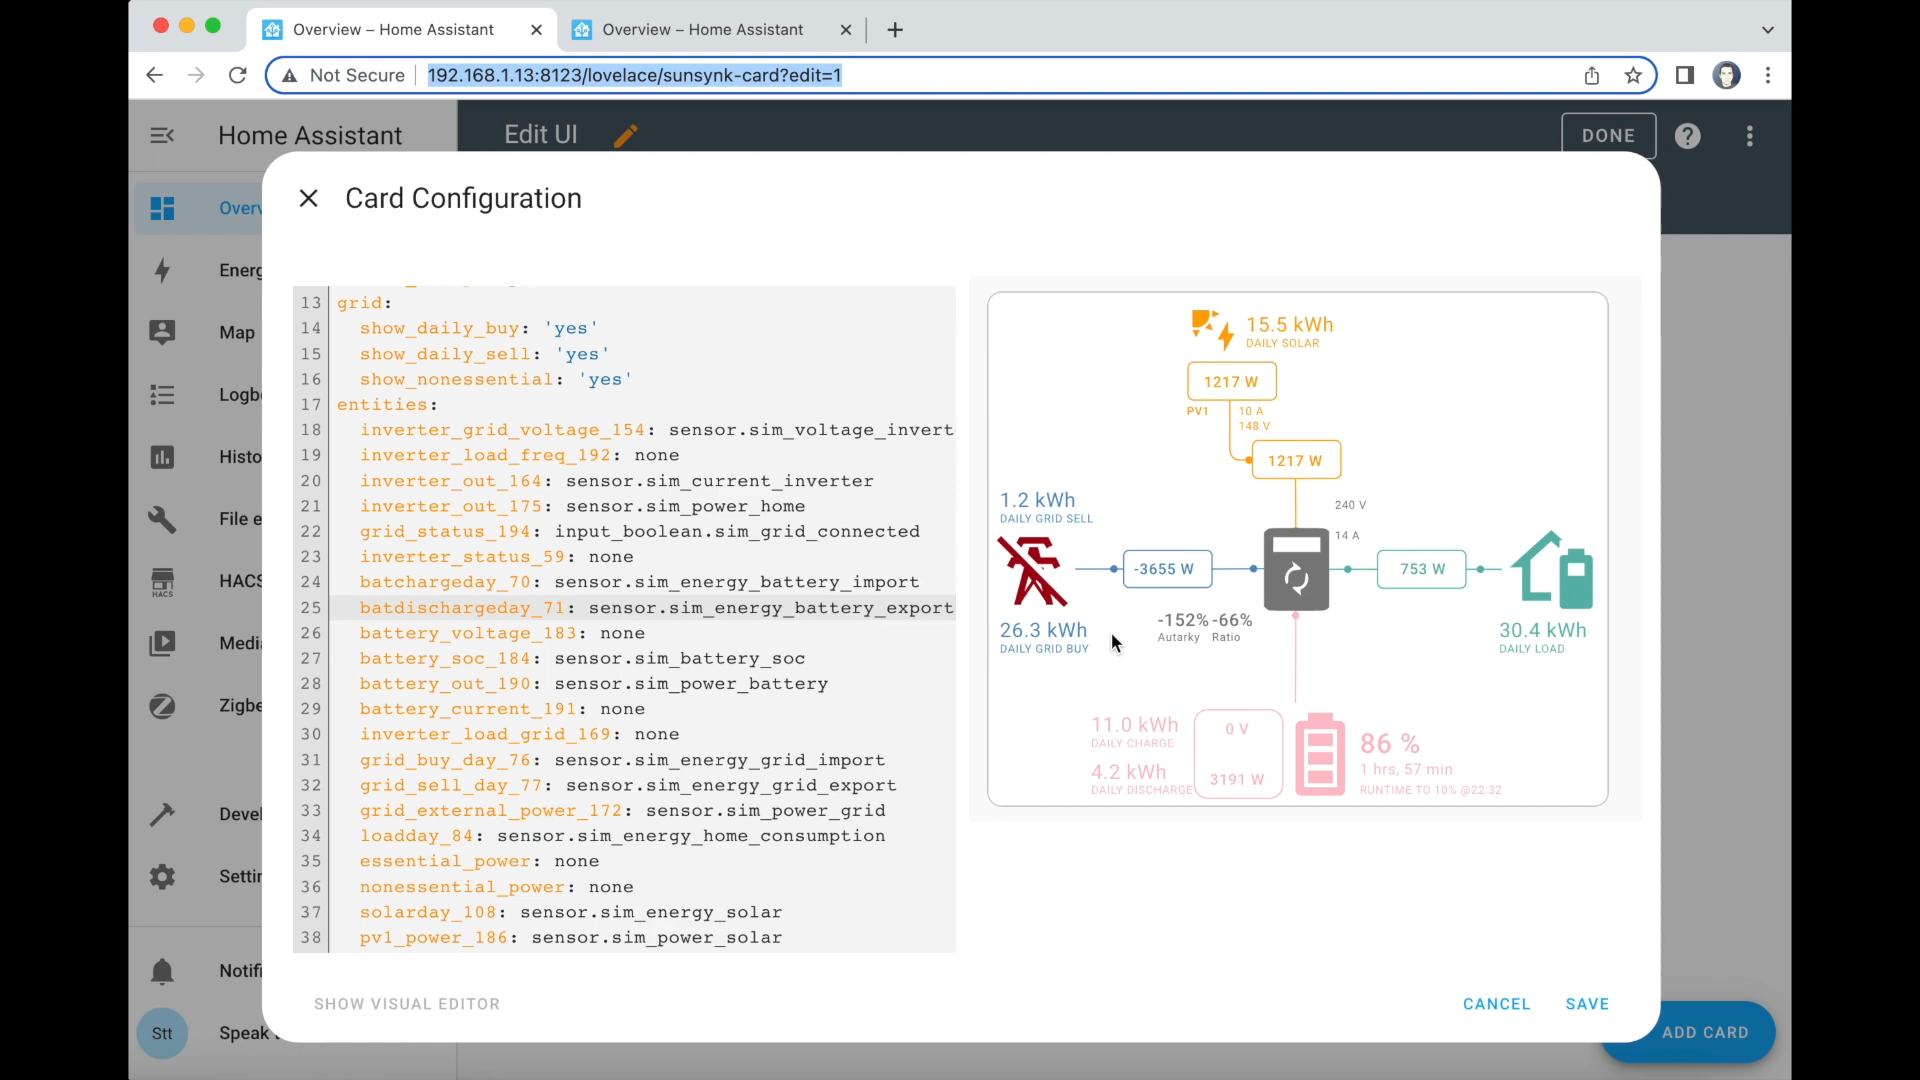 Overview – Home Assistant
Overview – Home Assistant
Not Secure
192.168.1.13:8123/lovelace/sunsynk-card?edit=1
Home Assistant
Edit UI
DONE
Card Configuration
Overv
Energ
Map
Logb
Histo
File e
HACS
HACS
Medi
Zigbe
Devel
Settin
Notifi
Stt
Speak
13 grid:
14 show_daily_buy: 'yes'
15 show_daily_sell: 'yes'
16 show_nonessential: 'yes'
17 entities:
18 inverter_grid_voltage_154: sensor.sim_voltage_invert
19 inverter_load_freq_192: none
20 inverter_out_164: sensor.sim_current_inverter
21 inverter_out_175: sensor.sim_power_home
22 grid_status_194: input_boolean.sim_grid_connected
23 inverter_status_59: none
24 batchargeday_70: sensor.sim_energy_battery_import
25 batdischargeday_71: sensor.sim_energy_battery_export
26 battery_voltage_183: none
27 battery_soc_184: sensor.sim_battery_soc
28 battery_out_190: sensor.sim_power_battery
29 battery_current_191: none
30 inverter_load_grid_169: none
31 grid_buy_day_76: sensor.sim_energy_grid_import
32 grid_sell_day_77: sensor.sim_energy_grid_export
33 grid_external_power_172: sensor.sim_power_grid
34 loadday_84: sensor.sim_energy_home_consumption
35 essential_power: none
36 nonessential_power: none
37 solarday_108: sensor.sim_energy_solar
38 pv1_power_186: sensor.sim_power_solar
15.5 kWh
DAILY SOLAR
1217 W
PV1
10 A
148 V
1217 W
1.2 kWh
DAILY GRID SELL
240 V
14 A
-3655 W
753 W
-152% -66%
Autarky Ratio
26.3 kWh
DAILY GRID BUY
30.4 kWh
DAILY LOAD
11.0 kWh
DAILY CHARGE
0 V
4.2 kWh
DAILY DISCHARGE
3191 W
86 %
1 hrs, 57 min
RUNTIME TO 10% @22:32
SHOW VISUAL EDITOR
CANCEL
SAVE
ADD CARD